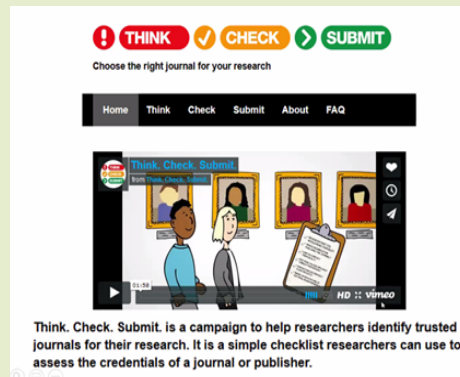 ! THINK ✓ CHECK > SUBMIT
Choose the right journal for your research
Home Think Check Submit About FAQ
Think. Check. Submit.
from Think. Check. Submit.
01:58
HD vimeo
Think. Check. Submit. is a campaign to help researchers identify trusted
journals for their research. It is a simple checklist researchers can use to
assess the credentials of a journal or publisher.